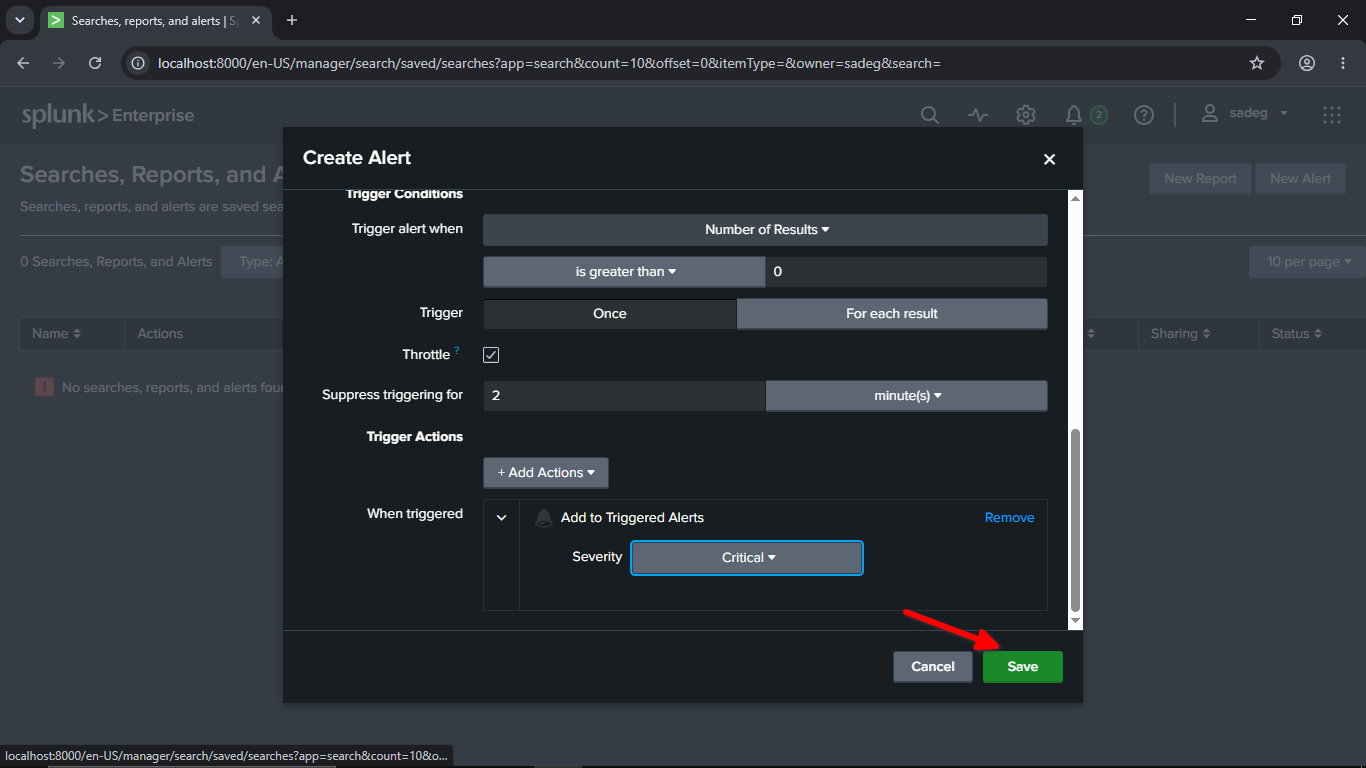 Searches, reports, and alerts | S
localhost:8000/en-US/manager/search/saved/searches?app=search&count=10&offset=0&itemType=&owner=sadeg&search=
splunk> Enterprise
2
sadeg
Create Alert
Searches, Reports, and A
New Report
New Alert
Searches, reports, and alerts are saved sea
Trigger Conditions
Trigger alert when
Number of Results
0 Searches, Reports, and Alerts
Type: A
10 per page
is greater than
0
Trigger
Once
For each result
Name
Actions
Sharing
Status
Throttle ?
No searches, reports, and alerts foun
Suppress triggering for
2
minute(s)
Trigger Actions
+ Add Actions
When triggered
Add to Triggered Alerts
Remove
Severity
Critical
Cancel
Save
localhost:8000/en-US/manager/search/saved/searches?app=search&count=10&o...